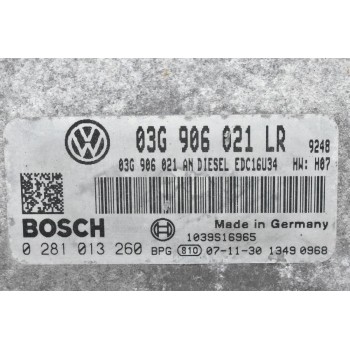 03G 906 021 LR 9248
03G 906 021 AN DIESEL EDC16U34 HW: H07
Made in Germany
BOSCH 1039S16965
0 281 013 260 BPG 810 07-11-30 1349 0968